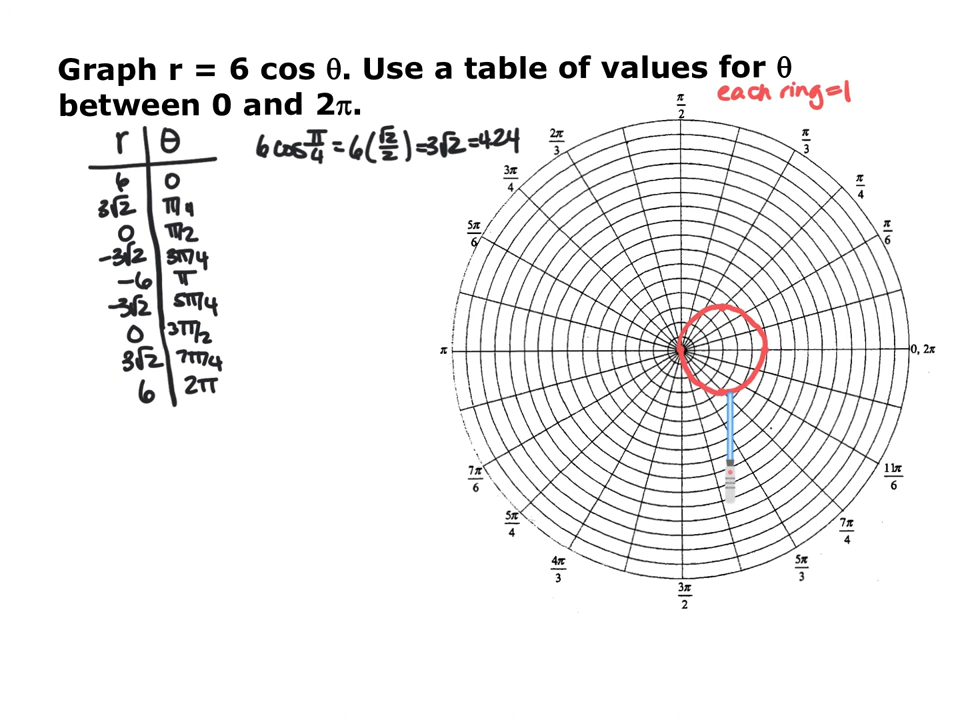 Graph r = 6 cos θ. Use a table of values for θ
between 0 and 2π.
each ring=1
r θ
6 0
3√2 π/4
0 π/2
-3√2 3π/4
-6 π
-3√2 5π/4
0 3π/2
3√2 7π/4
6 2π
6 cos π/4 = 6(√2/2) = 3√2 = 4.24
π/2
2π/3
π/3
3π/4
π/4
5π/6
π/6
π
0, 2π
7π/6
11π/6
5π/4
7π/4
4π/3
5π/3
3π/2